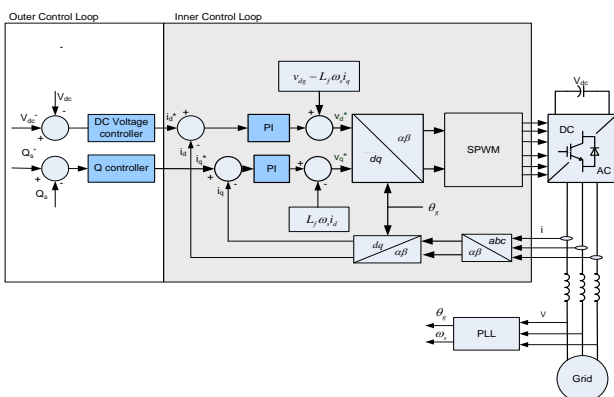 Outer Control Loop
Inner Control Loop
V_dc
V_dc*
+
-
DC Voltage controller
i_d*
+
-
i_d
PI
v_dg − L_f ω_s i_q
+
-
v_d*
αβ
dq
SPWM
V_dc
DC
AC
Q_s*
+
-
Q_s
Q controller
i_q*
+
-
i_q
PI
+
-
v_q*
L_f ω_s i_d
θ_g
dq
αβ
abc
αβ
i
θ_g
ω_s
PLL
V
Grid